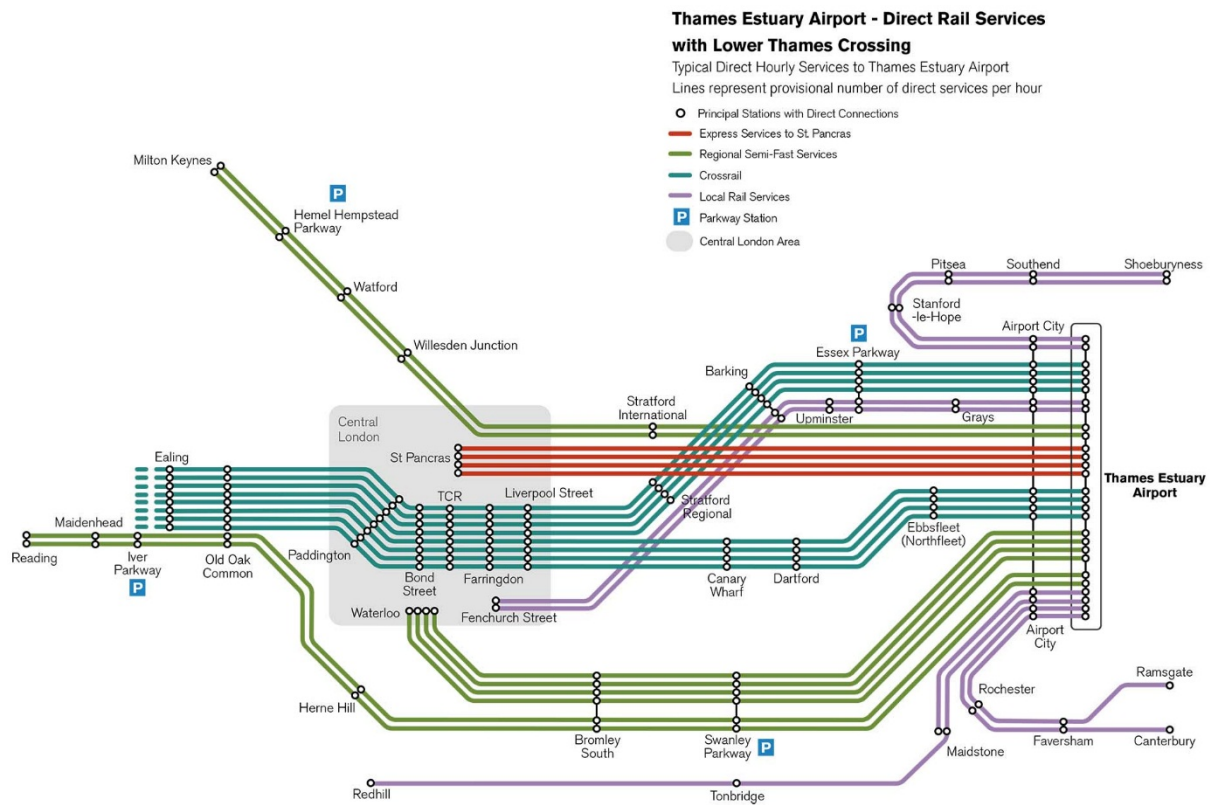 Thames Estuary Airport - Direct Rail Services
with Lower Thames Crossing
Typical Direct Hourly Services to Thames Estuary Airport
Lines represent provisional number of direct services per hour
Principal Stations with Direct Connections
Express Services to St. Pancras
Regional Semi-Fast Services
Crossrail
Local Rail Services
P Parkway Station
Central London Area
Milton Keynes
P
Hemel Hempstead
Parkway
Watford
Willesden Junction
Pitsea
Southend
Shoeburyness
Stanford
-le-Hope
Airport City
P
Essex Parkway
Barking
Stratford
International
Upminster
Grays
Central
London
St Pancras
Ealing
TCR
Liverpool Street
Stratford
Regional
Thames Estuary
Airport
Maidenhead
Reading
Iver
Parkway
P
Old Oak
Common
Paddington
Bond
Street
Farringdon
Canary
Wharf
Dartford
Ebbsfleet
(Northfleet)
Waterloo
Fenchurch Street
Airport
City
Herne Hill
Bromley
South
Swanley
Parkway
P
Rochester
Ramsgate
Maidstone
Faversham
Canterbury
Redhill
Tonbridge